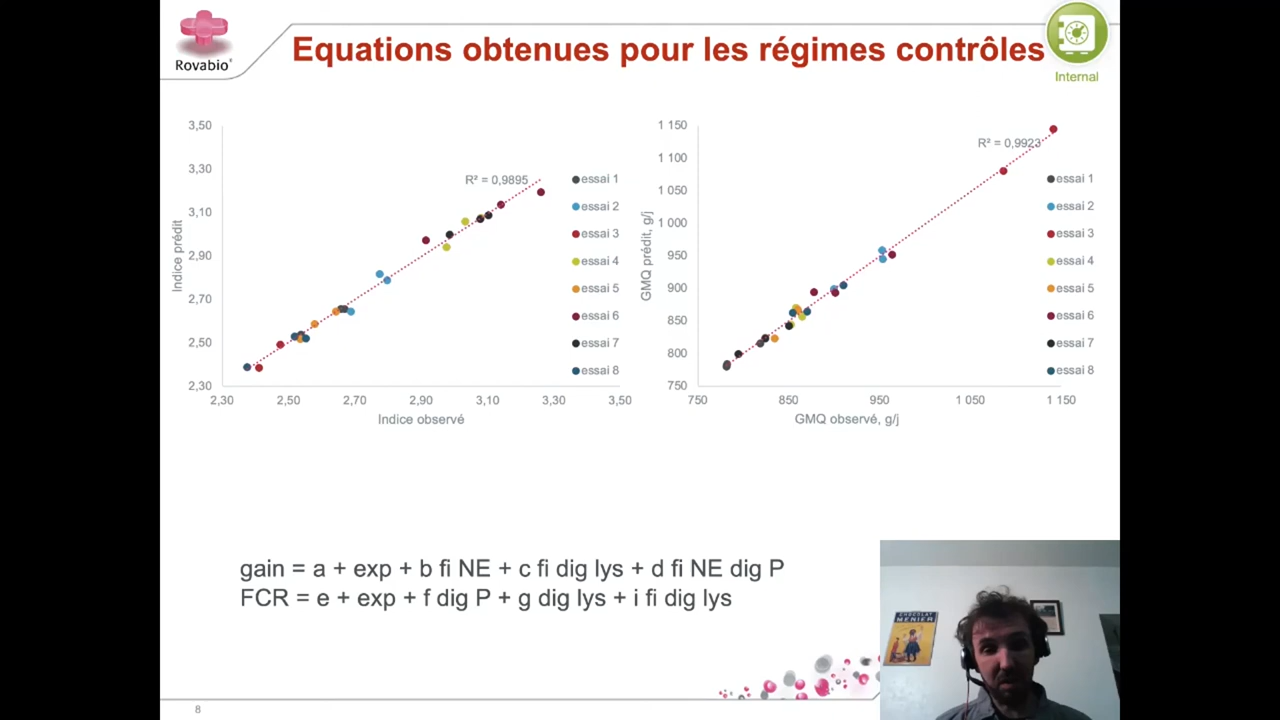 Equations obtenues pour les régimes contrôles
Rovabio
Internal
3,50
3,30
3,10
2,90
2,70
2,50
2,30
Indice prédit
R² = 0,9895
essai 1
essai 2
essai 3
essai 4
essai 5
essai 6
essai 7
essai 8
2,30 2,50 2,70 2,90 3,10 3,30 3,50
Indice observé
1 150
1 100
1 050
1 000
950
900
850
800
750
GMQ prédit, g/j
R² = 0,9923
essai 1
essai 2
essai 3
essai 4
essai 5
essai 6
essai 7
essai 8
750 850 950 1 050 1 150
GMQ observé, g/j
gain = a + exp + b fi NE + c fi dig lys + d fi NE dig P
FCR = e + exp + f dig P + g dig lys + i fi dig lys
CHOCOLAT
MENIER
8